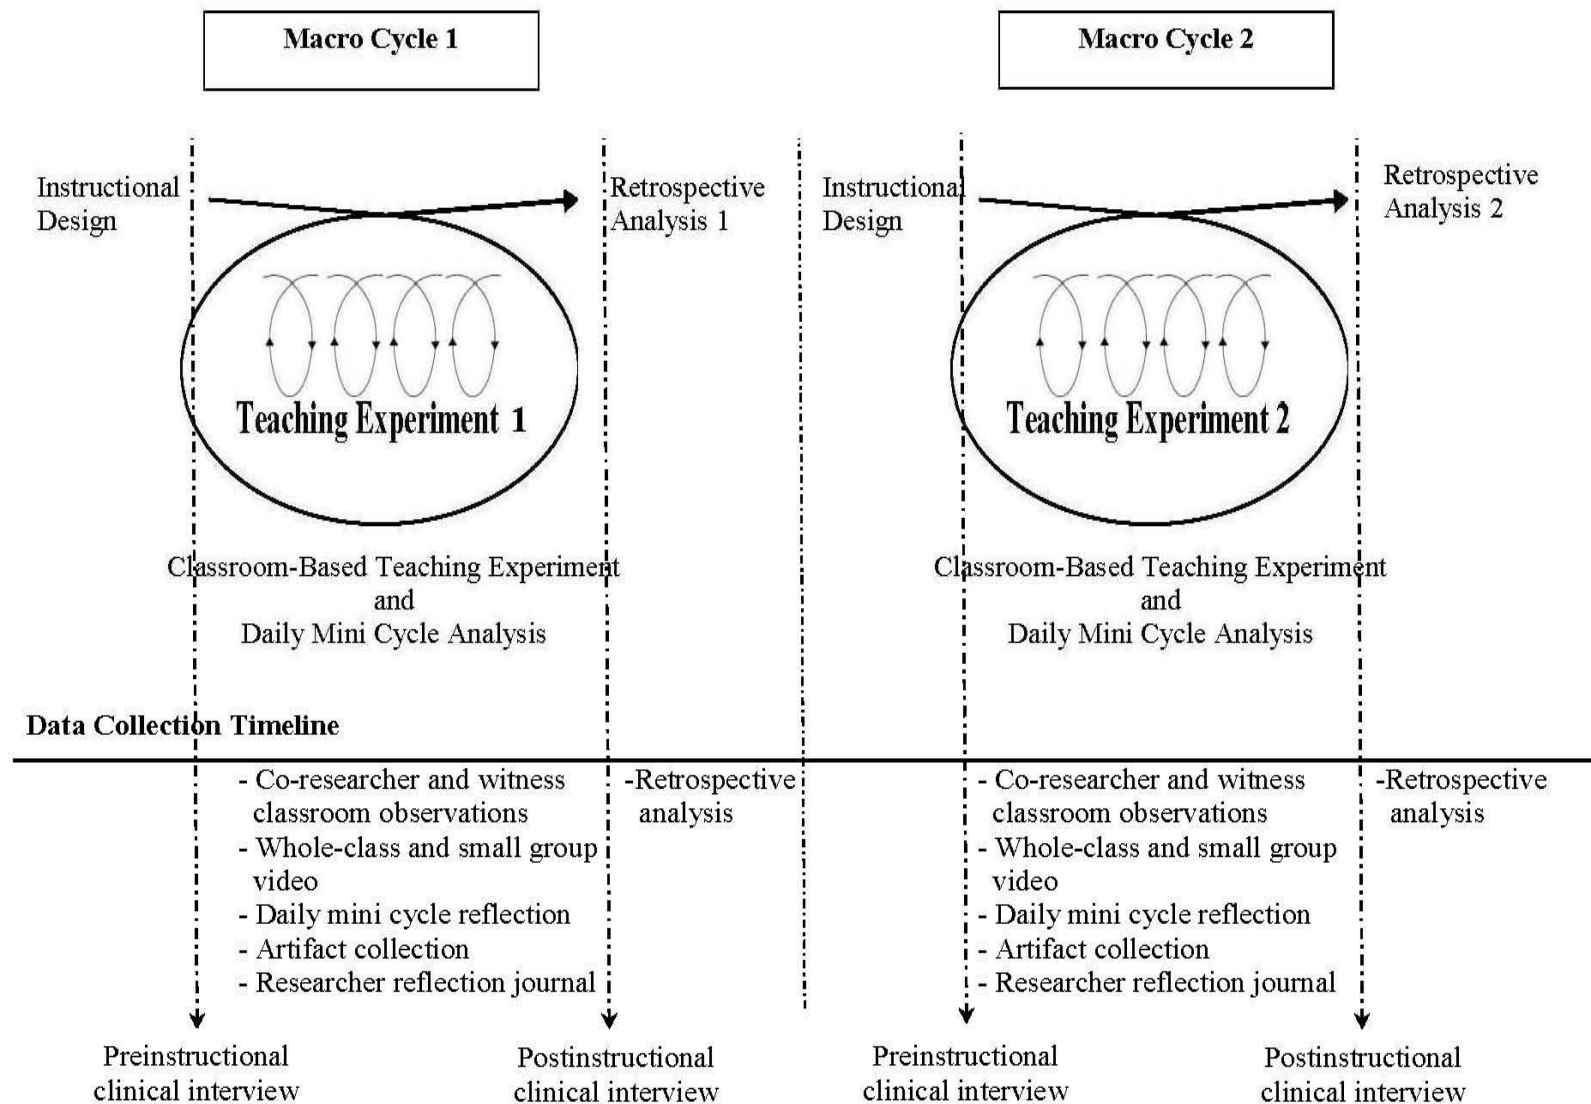 Macro Cycle 1
Macro Cycle 2
Instructional
Design
Retrospective
Analysis 1
Instructional
Design
Retrospective
Analysis 2
Teaching Experiment 1
Teaching Experiment 2
Classroom-Based Teaching Experiment
and
Daily Mini Cycle Analysis
Classroom-Based Teaching Experiment
and
Daily Mini Cycle Analysis
Data Collection Timeline
- Co-researcher and witness
classroom observations
- Whole-class and small group
video
- Daily mini cycle reflection
- Artifact collection
- Researcher reflection journal
-Retrospective
analysis
- Co-researcher and witness
classroom observations
- Whole-class and small group
video
- Daily mini cycle reflection
- Artifact collection
- Researcher reflection journal
-Retrospective
analysis
Preinstructional
clinical interview
Postinstructional
clinical interview
Preinstructional
clinical interview
Postinstructional
clinical interview